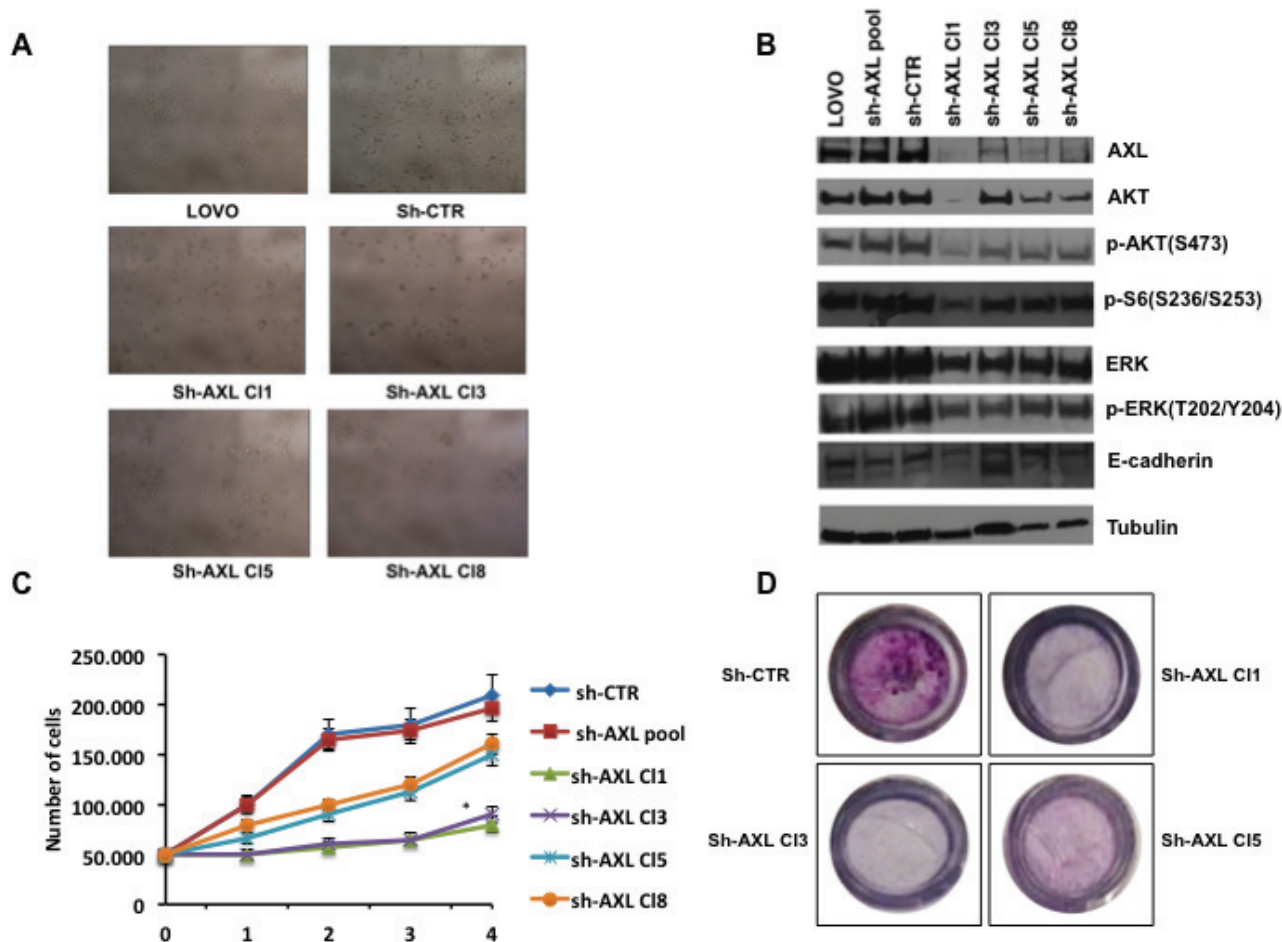 A
LOVO
Sh-CTR
Sh-AXL Cl1
Sh-AXL Cl3
Sh-AXL Cl5
Sh-AXL Cl8
B
LOVO
sh-AXL pool
sh-CTR
sh-AXL Cl1
sh-AXL Cl3
sh-AXL Cl5
sh-AXL Cl8
AXL
AKT
p-AKT(S473)
p-S6(S236/S253)
ERK
p-ERK(T202/Y204)
E-cadherin
Tubulin
C
Number of cells
250.000
200.000
150.000
100.000
50.000
0
0 1 2 3 4
*
sh-CTR
sh-AXL pool
sh-AXL Cl1
sh-AXL Cl3
sh-AXL Cl5
sh-AXL Cl8
D
Sh-CTR
Sh-AXL Cl1
Sh-AXL Cl3
Sh-AXL Cl5